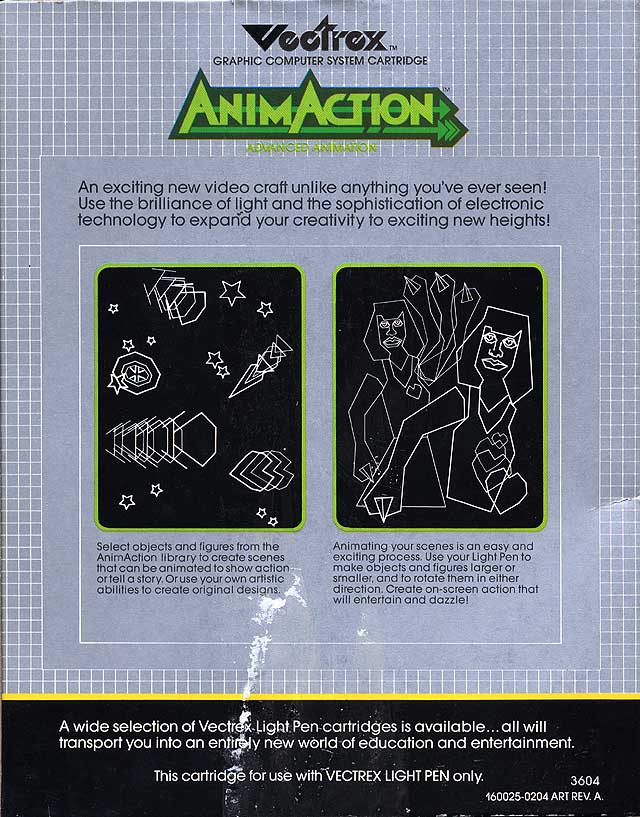 Vectrex™
GRAPHIC COMPUTER SYSTEM CARTRIDGE
ANIMACTION™
ADVANCED ANIMATION
An exciting new video craft unlike anything you've ever seen!
Use the brilliance of light and the sophistication of electronic
technology to expand your creativity to exciting new heights!
Select objects and figures from the
AnimAction library to create scenes
that can be animated to show action
or tell a story. Or use your own artistic
abilities to create original designs.
Animating your scenes is an easy and
exciting process. Use your Light Pen to
make objects and figures larger or
smaller, and to rotate them in either
direction. Create on-screen action that
will entertain and dazzle!
A wide selection of Vectrex Light Pen cartridges is available...all will
transport you into an entirely new world of education and entertainment.
This cartridge for use with VECTREX LIGHT PEN only.
3604
160025-0204 ART REV. A.